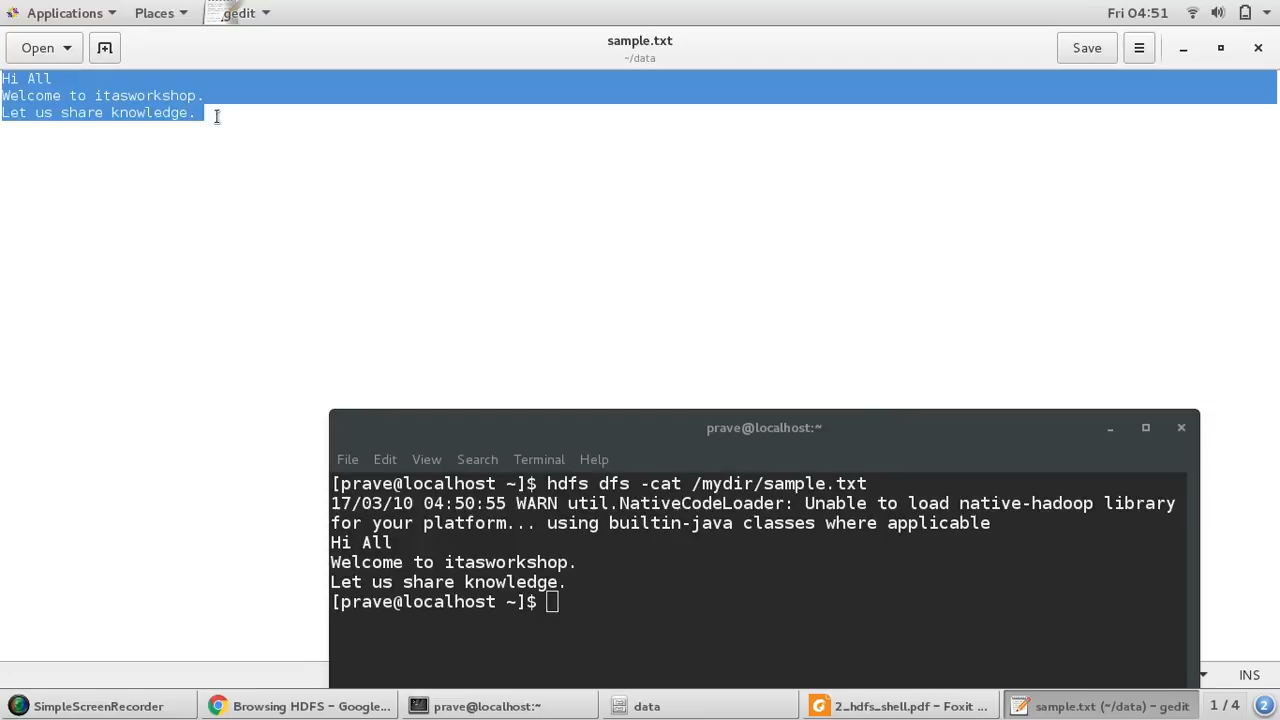 Applications Places gedit Fri 04:51
Open sample.txt Save
~/data
Hi All
Welcome to itasworkshop.
Let us share knowledge.
prave@localhost:~
File Edit View Search Terminal Help
[prave@localhost ~]$ hdfs dfs -cat /mydir/sample.txt
17/03/10 04:50:55 WARN util.NativeCodeLoader: Unable to load native-hadoop library
for your platform... using builtin-java classes where applicable
Hi All
Welcome to itasworkshop.
Let us share knowledge.
[prave@localhost ~]$
INS
SimpleScreenRecorder Browsing HDFS - Google... prave@localhost:~ data 2_hdfs_shell.pdf - Foxit ... sample.txt (~/data) - gedit 1 / 4 2